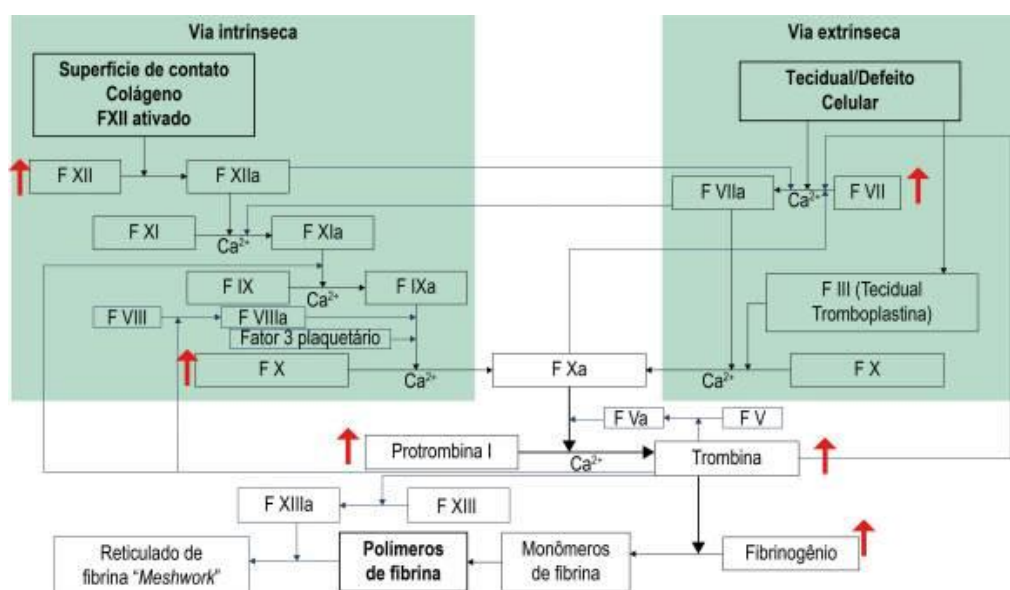 Via intrínseca
Superficie de contato
Colágeno
FXII ativado
F XII
F XIIa
F XI
Ca²⁺
F XIa
F IX
Ca²⁺
F IXa
F VIII
F VIIIa
Fator 3 plaquetário
F X
Ca²⁺
Via extrinseca
Tecidual/Defeito
Celular
F VIIa
Ca²⁺
F VII
F III (Tecidual
Tromboplastina)
F Xa
Ca²⁺
F X
F Va
F V
Protrombina I
Ca²⁺
Trombina
F XIIIa
F XIII
Reticulado de
fibrina “Meshwork”
Polímeros
de fibrina
Monômeros
de fibrina
Fibrinogênio